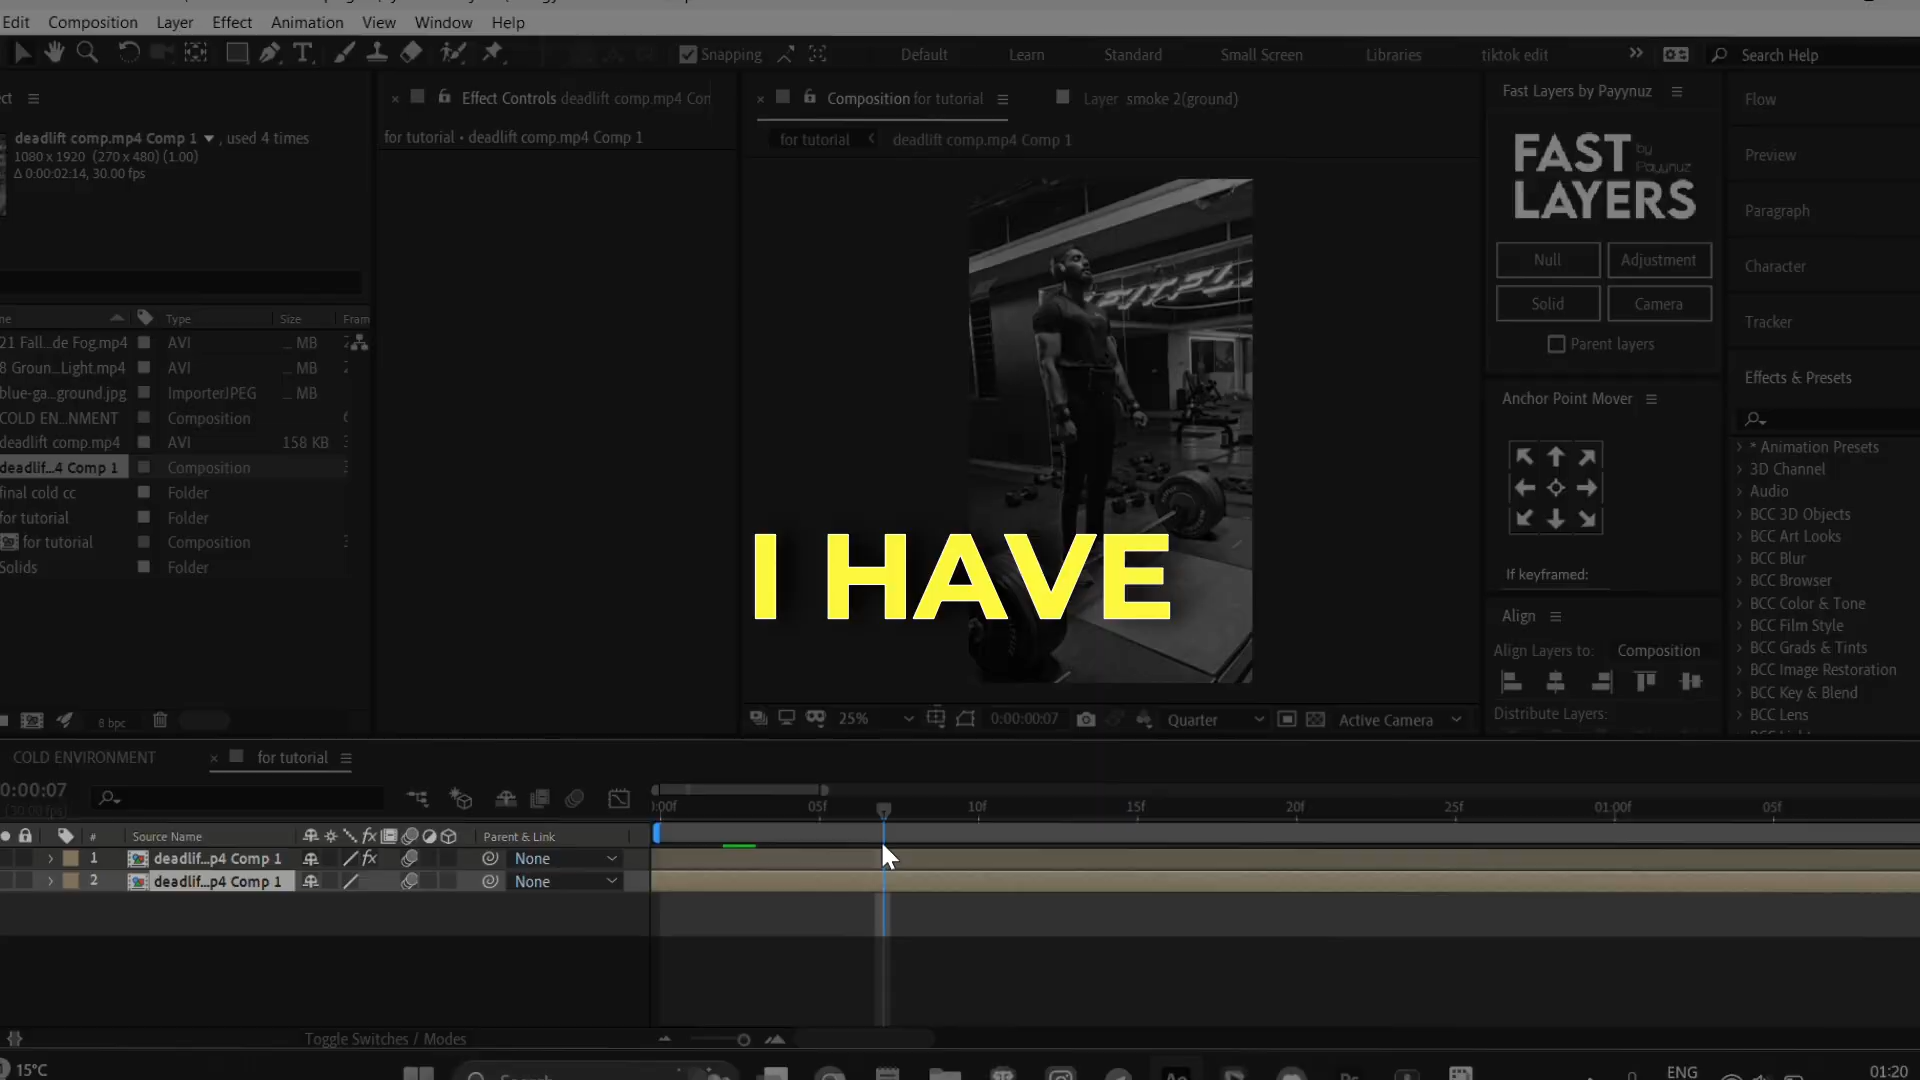 Edit Composition Layer Effect Animation View Window Help
Snapping Default Learn Standard Small Screen Libraries tiktok edit Search Help
Effect Controls deadlift comp.mp4 Con
Composition for tutorial
Layer smoke 2(ground)
for tutorial • deadlift comp.mp4 Comp 1
for tutorial deadlift comp.mp4 Comp 1
deadlift comp.mp4 Comp 1 , used 4 times
1080 x 1920 (270 x 480) (1.00)
Δ 0:00:02:14, 30.00 fps
Type Size Fram
21 Fall...de Fog.mp4 AVI ... MB
8 Groun...Light.mp4 AVI ... MB
blue-ga...ground.jpg ImporterJPEG ... MB
COLD EN...NMENT Composition 6
deadlift comp.mp4 AVI 158 KB
deadlif...4 Comp 1 Composition
final cold cc Folder
for tutorial Folder
for tutorial Composition
Solids Folder
8 bpc
I HAVE
25% 0:00:00:07 Quarter Active Camera
Fast Layers by Payynuz
FAST by Payynuz
LAYERS
Null Adjustment
Solid Camera
Parent layers
Anchor Point Mover
If keyframed:
Align
Align Layers to: Composition
Distribute Layers:
Flow
Preview
Paragraph
Character
Tracker
Effects & Presets
* Animation Presets
3D Channel
Audio
BCC 3D Objects
BCC Art Looks
BCC Blur
BCC Browser
BCC Color & Tone
BCC Film Style
BCC Grads & Tints
BCC Image Restoration
BCC Key & Blend
BCC Lens
COLD ENVIRONMENT for tutorial
0:00:07
(30.00 fps)
:00f 05f 10f 15f 20f 25f 01:00f 05f
# Source Name fx Parent & Link
1 deadlif...p4 Comp 1 fx None
2 deadlif...p4 Comp 1 None
Toggle Switches / Modes
15°C
Search
ENG
01:20